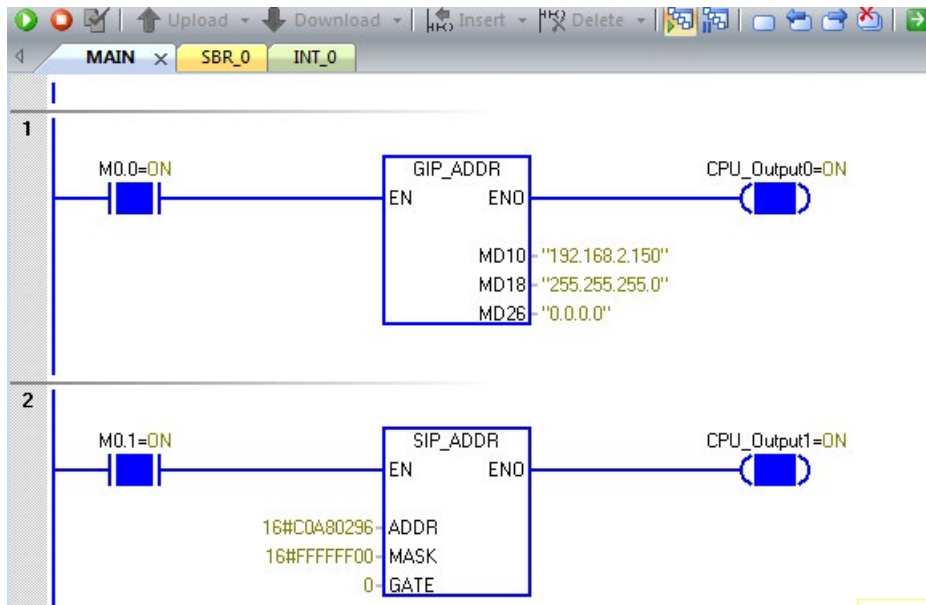 Upload Download Insert Delete
MAIN SBR_0 INT_0
1
M0.0=ON GIP_ADDR CPU_Output0=ON
EN ENO
MD10 "192.168.2.150"
MD18 "255.255.255.0"
MD26 "0.0.0.0"
2
M0.1=ON SIP_ADDR CPU_Output1=ON
EN ENO
16#C0A80296 ADDR
16#FFFFFF00 MASK
0 GATE